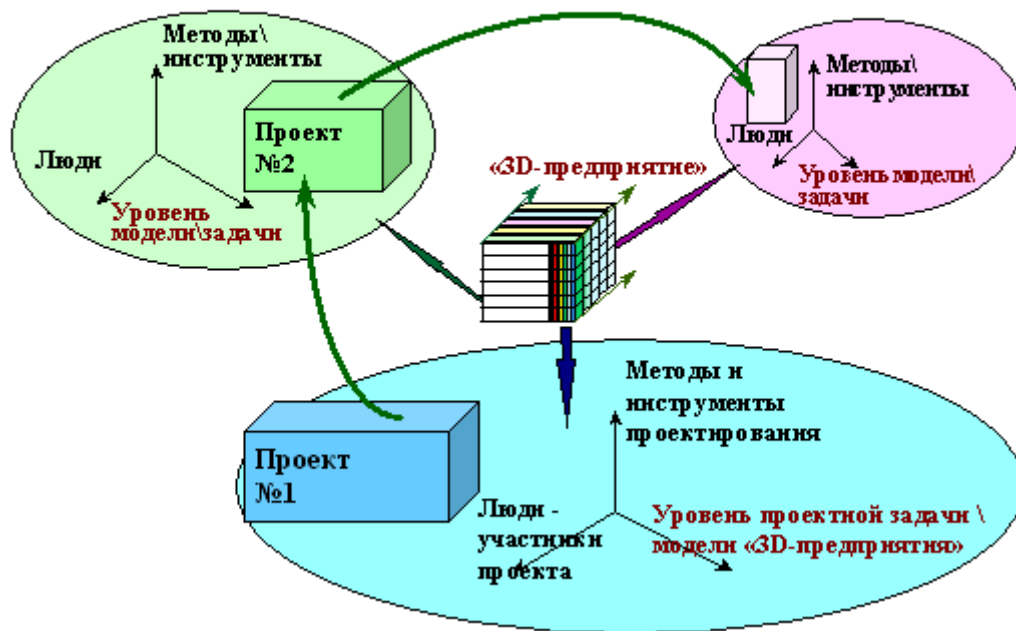 Методы\
инструменты
Проект
№2
Люди
Уровень
модели\задачи
Методы\
инструменты
Люди
Уровень модели\
задачи
«3D-предприятие»
Методы и
инструменты
проектирования
Проект
№1
Люди -
участники
проекта
Уровень проектной задачи \
модели «3D-предприятия»